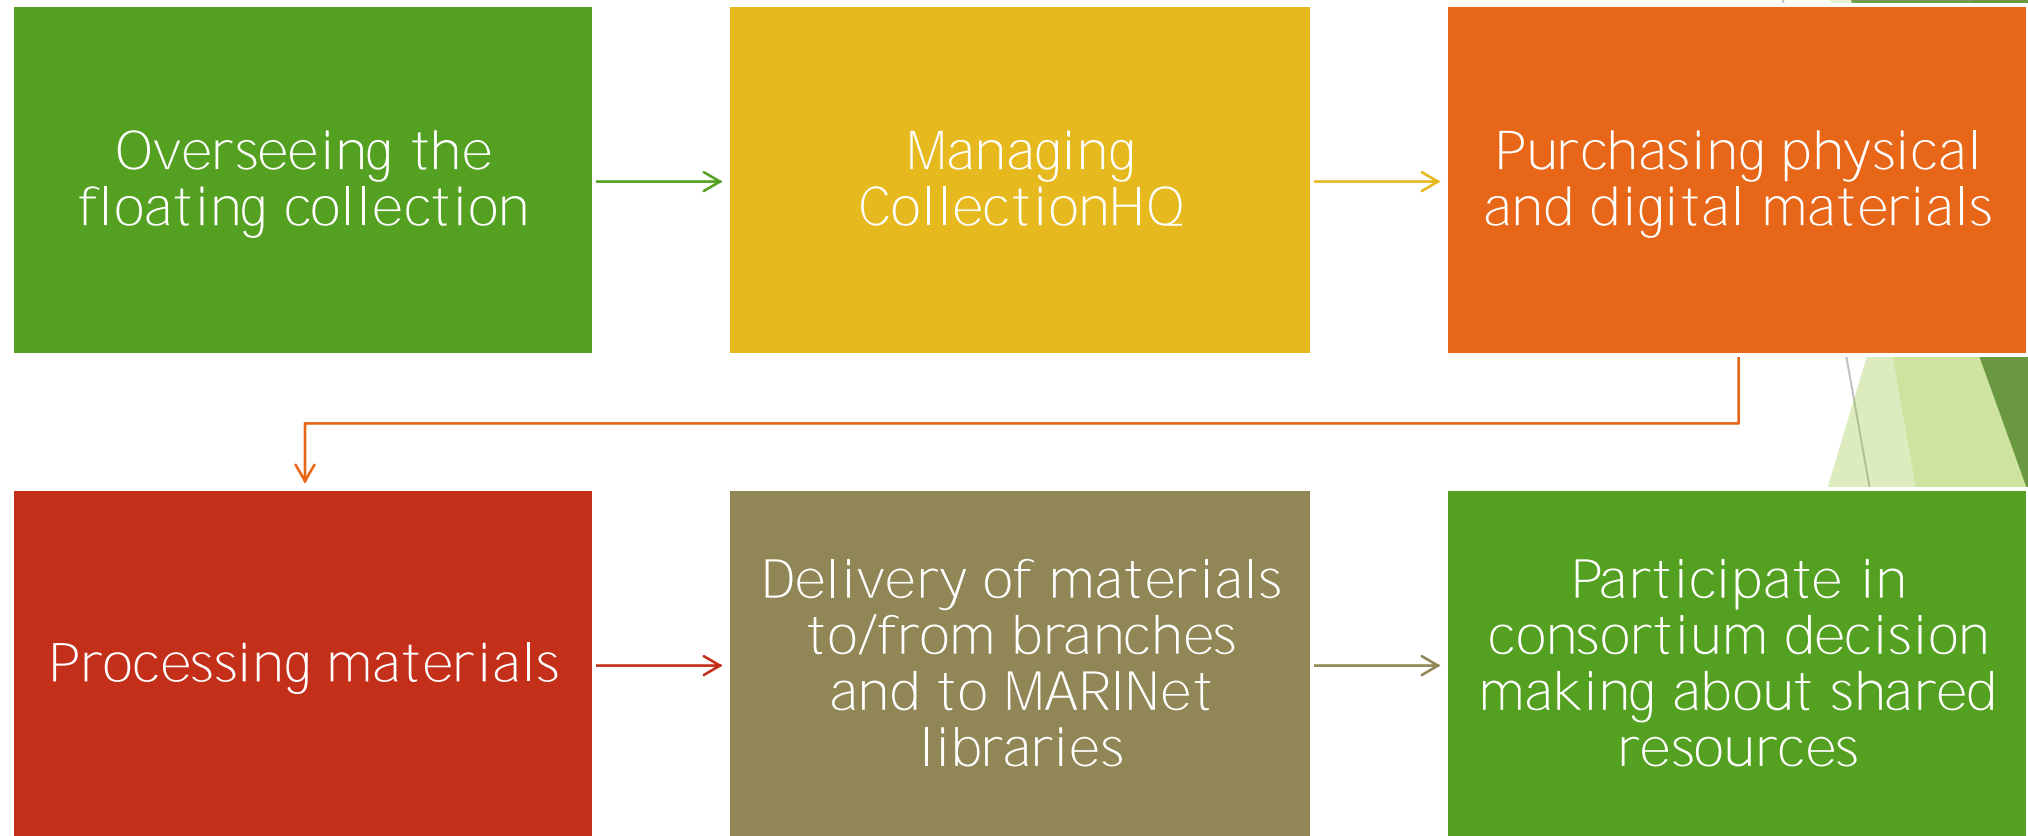 Overseeing the
floating collection
Managing
CollectionHQ
Purchasing physical
and digital materials
Processing materials
Delivery of materials
to/from branches
and to MARINet
libraries
Participate in
consortium decision
making about shared
resources